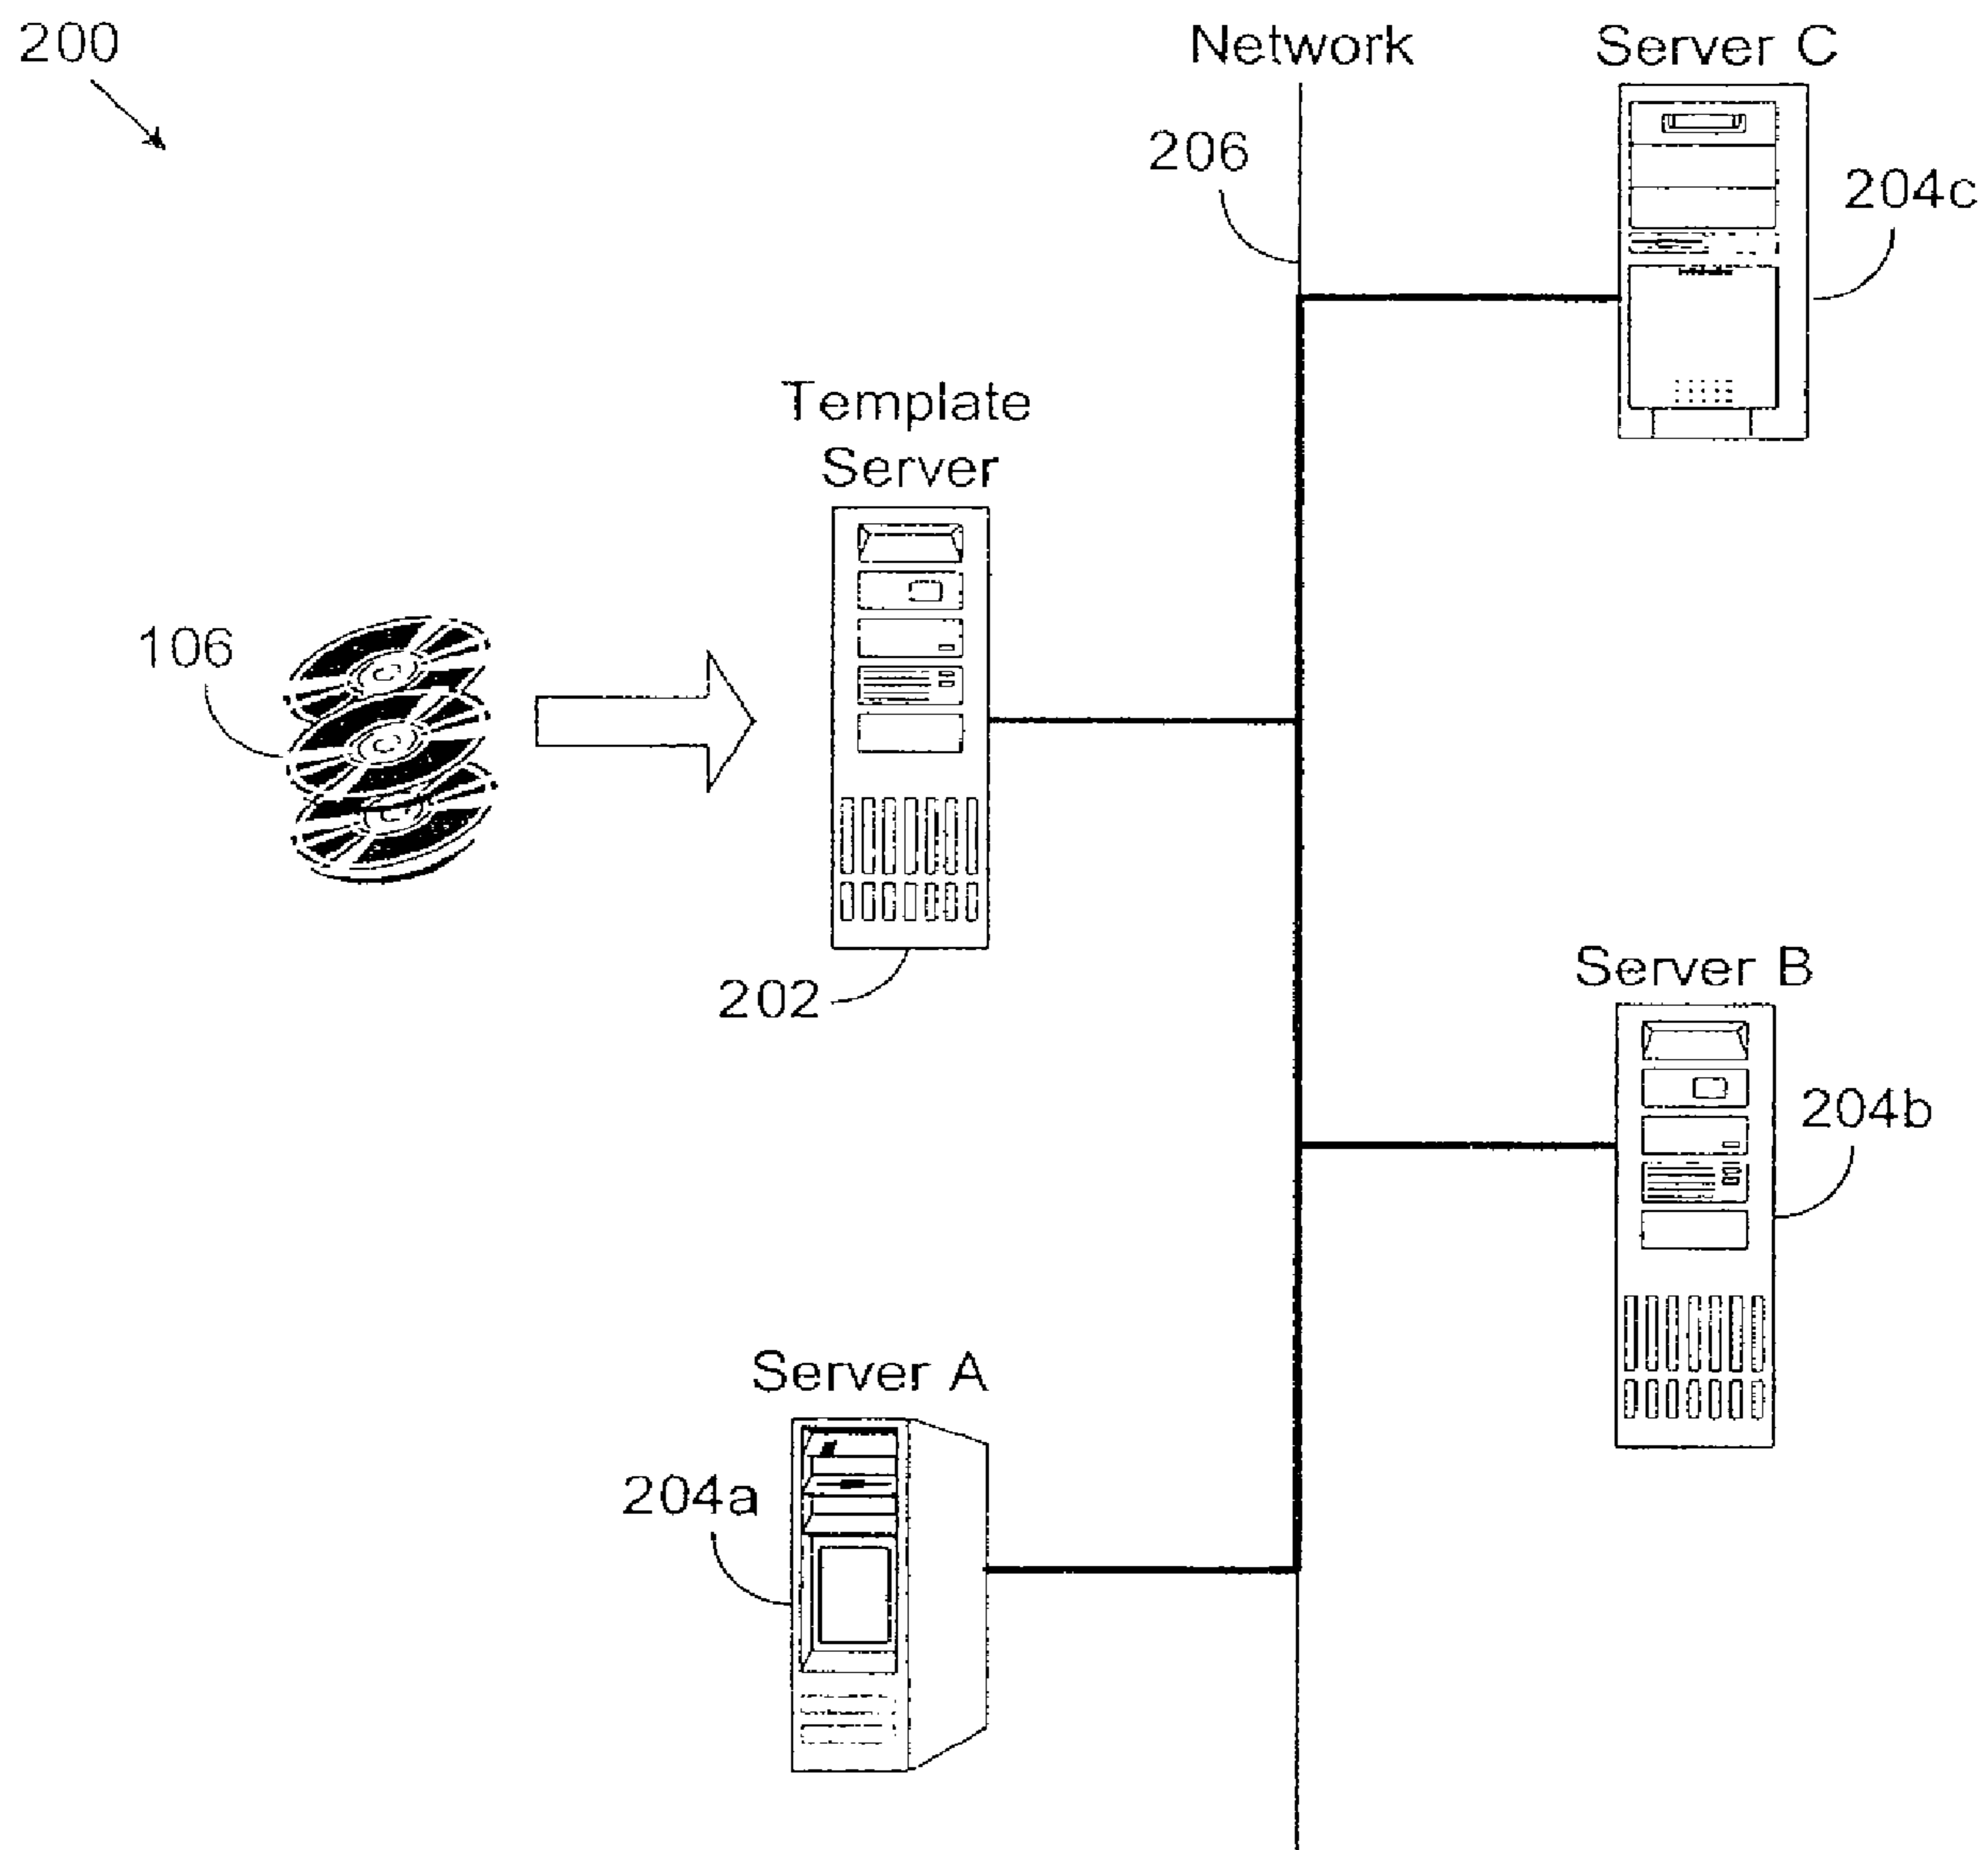 200
Network
Server C
206
204c
Template
Server
106
202
Server B
204b
Server A
204a